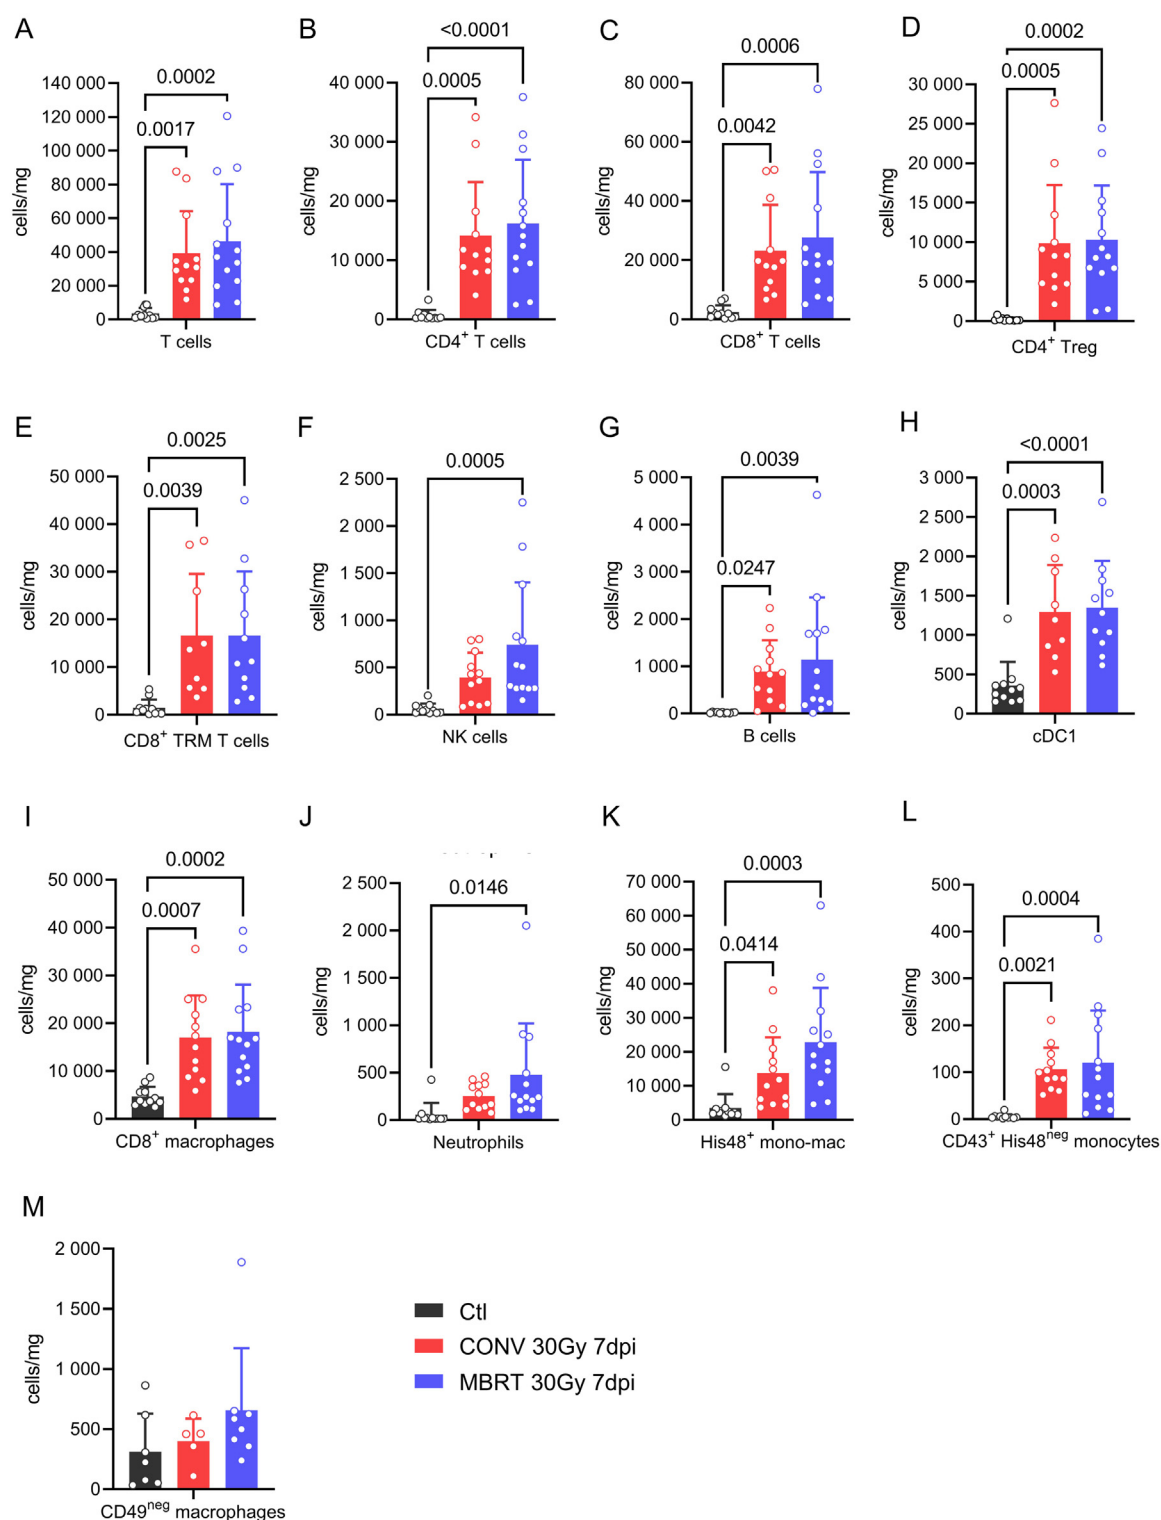 A
B
C
D
0.0002
0.0017
140 000
120 000
100 000
80 000
60 000
40 000
20 000
0
cells/mg
T cells
<0.0001
0.0005
40 000
30 000
20 000
10 000
0
cells/mg
CD4⁺ T cells
0.0006
0.0042
80 000
60 000
40 000
20 000
0
cells/mg
CD8⁺ T cells
0.0002
0.0005
30 000
25 000
20 000
15 000
10 000
5 000
0
cells/mg
CD4⁺ Treg
E
F
G
H
0.0025
0.0039
50 000
40 000
30 000
20 000
10 000
0
cells/mg
CD8⁺ TRM T cells
0.0005
2 500
2 000
1 500
1 000
500
0
cells/mg
NK cells
0.0039
0.0247
5 000
4 000
3 000
2 000
1 000
0
cells/mg
B cells
<0.0001
0.0003
3 000
2 500
2 000
1 500
1 000
500
0
cells/mg
cDC1
I
J
K
L
0.0002
0.0007
50 000
40 000
30 000
20 000
10 000
0
cells/mg
CD8⁺ macrophages
0.0146
2 500
2 000
1 500
1 000
500
0
cells/mg
Neutrophils
0.0003
0.0414
70 000
60 000
50 000
40 000
30 000
20 000
10 000
0
cells/mg
His48⁺ mono-mac
0.0004
0.0021
500
400
300
200
100
0
cells/mg
CD43⁺ His48ⁿᵉᵍ monocytes
M
2 000
1 500
1 000
500
0
cells/mg
CD49ⁿᵉᵍ macrophages
Ctl
CONV 30Gy 7dpi
MBRT 30Gy 7dpi